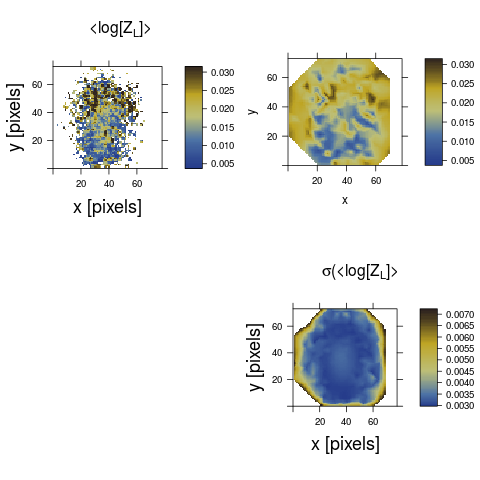 <log[Z_L]>
y [pixels]
60
40
20
20 40 60
x [pixels]
0.030
0.025
0.020
0.015
0.010
0.005
y
60
40
20
20 40 60
x
0.030
0.025
0.020
0.015
0.010
0.005
σ(<log[Z_L]>
y [pixels]
60
40
20
20 40 60
x [pixels]
0.0070
0.0065
0.0060
0.0055
0.0050
0.0045
0.0040
0.0035
0.0030